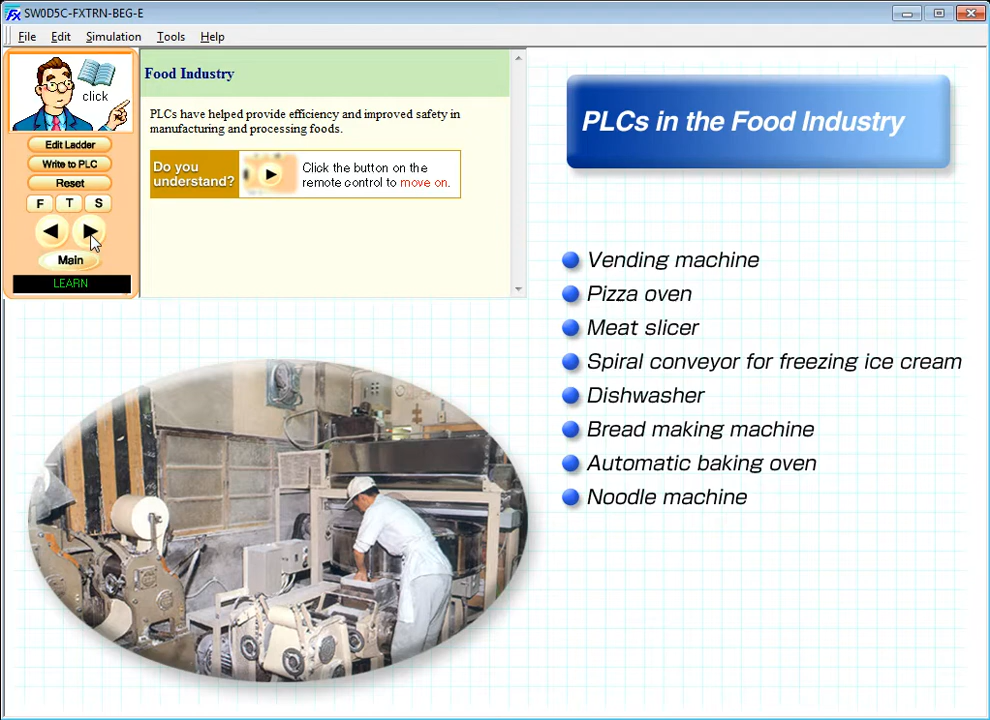 SW0D5C-FXTRN-BEG-E
File Edit Simulation Tools Help
click
Edit Ladder
Write to PLC
Reset
F T S
Main
LEARN
Food Industry
PLCs have helped provide efficiency and improved safety in
manufacturing and processing foods.
Do you
understand?
Click the button on the
remote control to move on.
PLCs in the Food Industry
Vending machine
Pizza oven
Meat slicer
Spiral conveyor for freezing ice cream
Dishwasher
Bread making machine
Automatic baking oven
Noodle machine